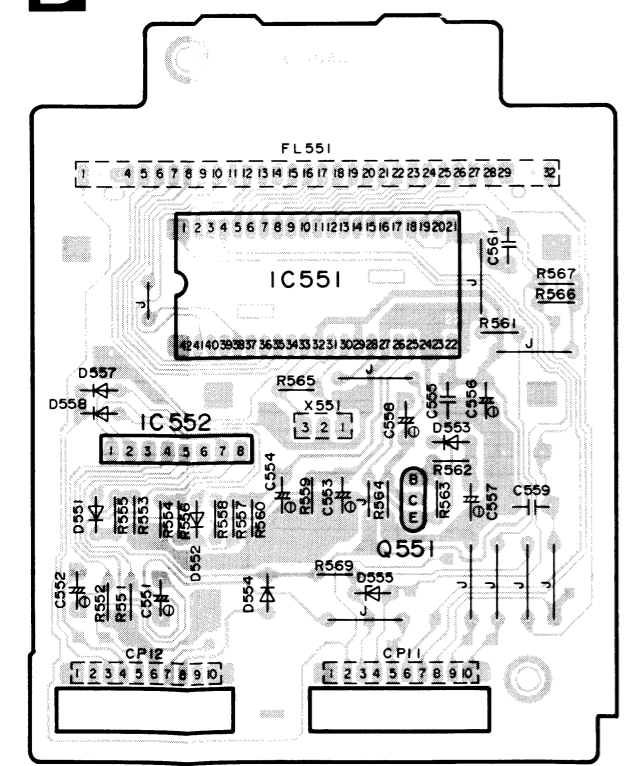 FL551
1 4 5 6 7 8 9 10 11 12 13 14 15 16 17 18 19 20 21 22 23 24 25 26 27 28 29 32
1 2 3 4 5 6 7 8 9 10 11 12 13 14 15 16 17 18 19 20 21
IC551
42 41 40 39 38 37 36 35 34 33 32 31 30 29 28 27 26 25 24 23 22
C561
J
J
R567
R566
R561
J
D557
D558
R565
J
X551
3 2 1
C558
C555
C556
IC552
1 2 3 4 5 6 7 8
D553
R562
C554
R559
C553
J
R564
B
C
E
R563
C557
C559
D551
R555
R553
R554
R556
D552
R558
R557
R560
Q551
C552
R552
R551
C551
D554
R569
D555
J
J
J
J
J
CP12
1 2 3 4 5 6 7 8 9 10
CP11
1 2 3 4 5 6 7 8 9 10